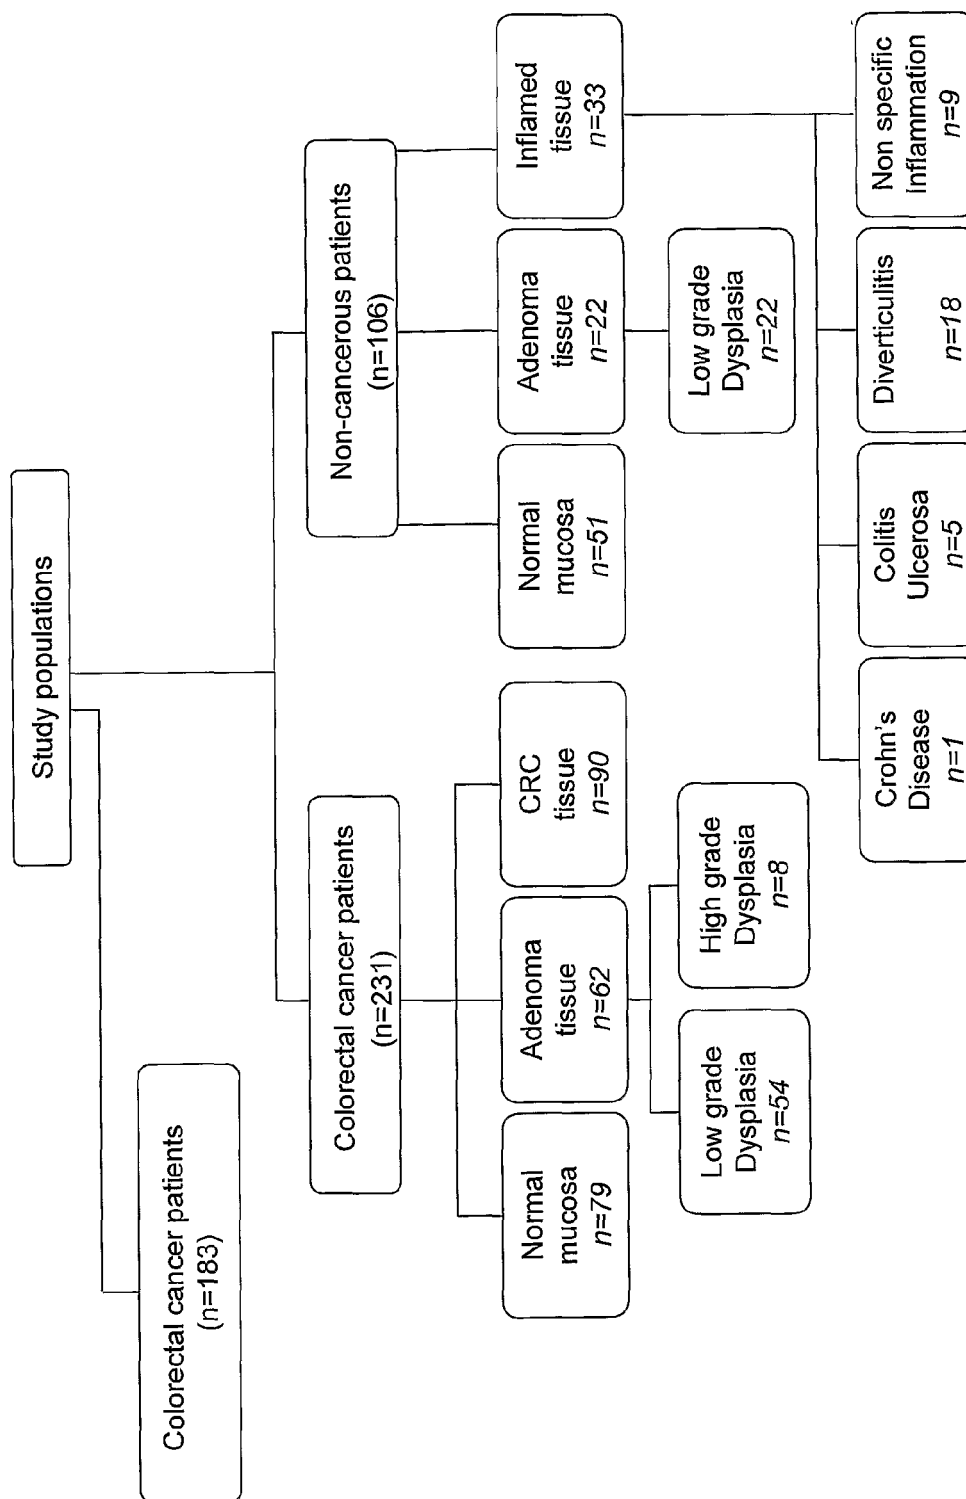 Study populations
Colorectal cancer patients
(n=183)
Colorectal cancer patients
(n=231)
Non-cancerous patients
(n=106)
Normal
mucosa
n=79
Adenoma
tissue
n=62
CRC
tissue
n=90
Normal
mucosa
n=51
Adenoma
tissue
n=22
Inflamed
tissue
n=33
Low grade
Dysplasia
n=54
High grade
Dysplasia
n=8
Low grade
Dysplasia
n=22
Crohn's
Disease
n=1
Colitis
Ulcerosa
n=5
Diverticulitis
n=18
Non specific
inflammation
n=9